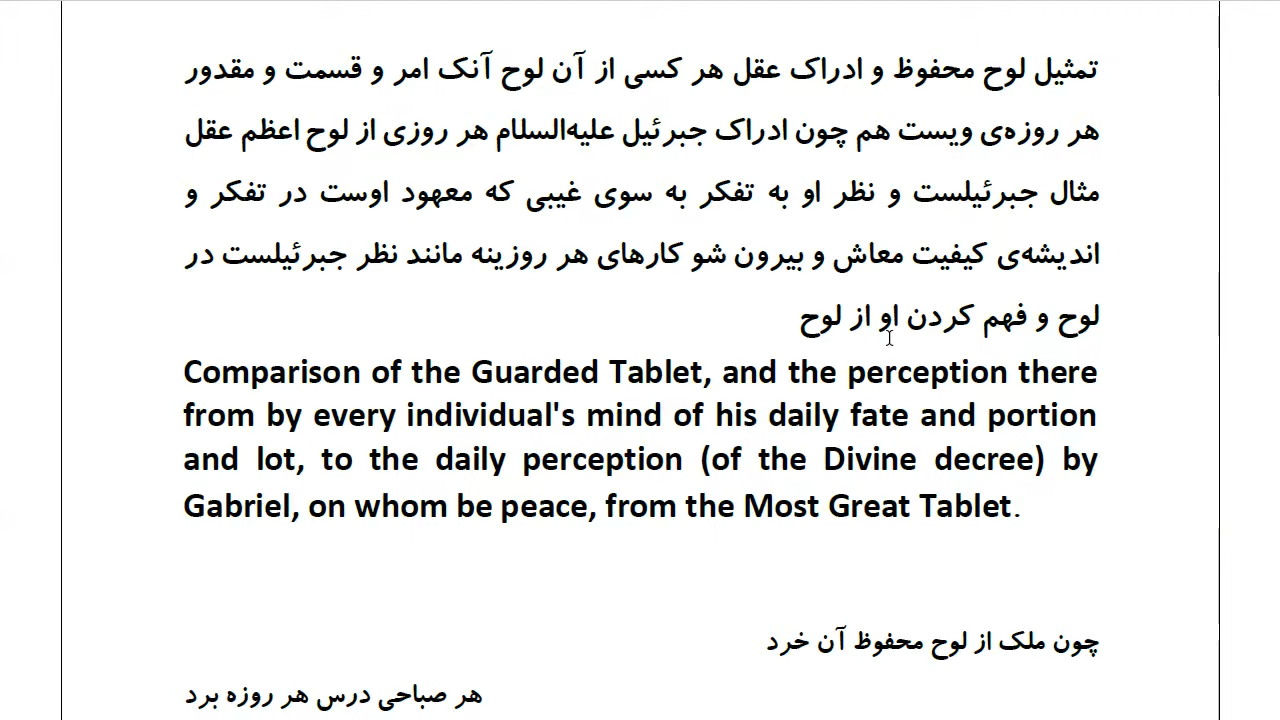 تمثیل لوح محفوظ و ادراک عقل هر کسی از آن لوح آنک امر و قسمت و مقدور
هر روزه‌ی ویست هم چون ادراک جبرئیل علیه‌السلام هر روزی از لوح اعظم عقل
مثال جبرئیلست و نظر او به تفکر به سوی غیبی که معهود اوست در تفکر و
اندیشه‌ی کیفیت معاش و بیرون شو کارهای هر روزینه مانند نظر جبرئیلست در
لوح و فهم کردن او از لوح
Comparison of the Guarded Tablet, and the perception there
from by every individual's mind of his daily fate and portion
and lot, to the daily perception (of the Divine decree) by
Gabriel, on whom be peace, from the Most Great Tablet.
چون ملک از لوح محفوظ آن خرد
هر صباحی درس هر روزه برد